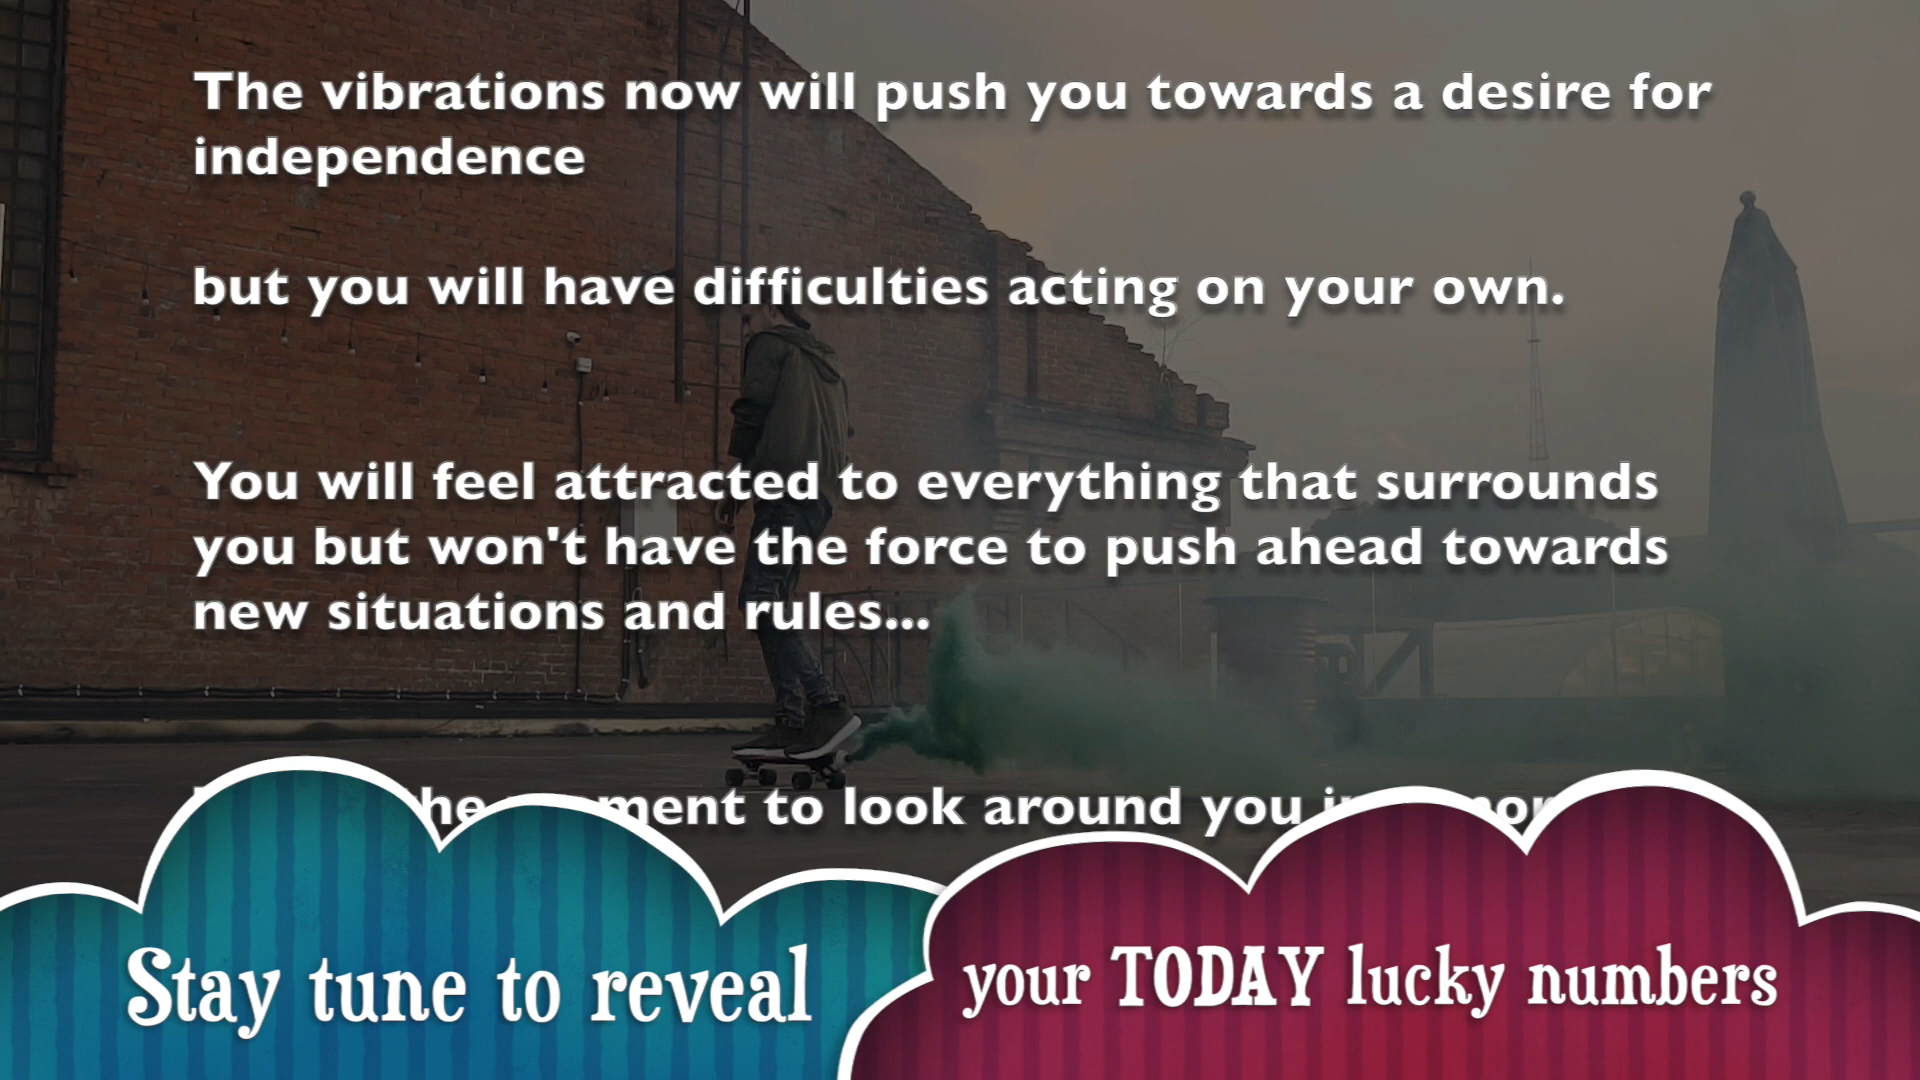 The vibrations now will push you towards a desire for
independence
but you will have difficulties acting on your own.
You will feel attracted to everything that surrounds
you but won't have the force to push ahead towards
new situations and rules...
to look around you
Stay tune to reveal
your TODAY lucky numbers